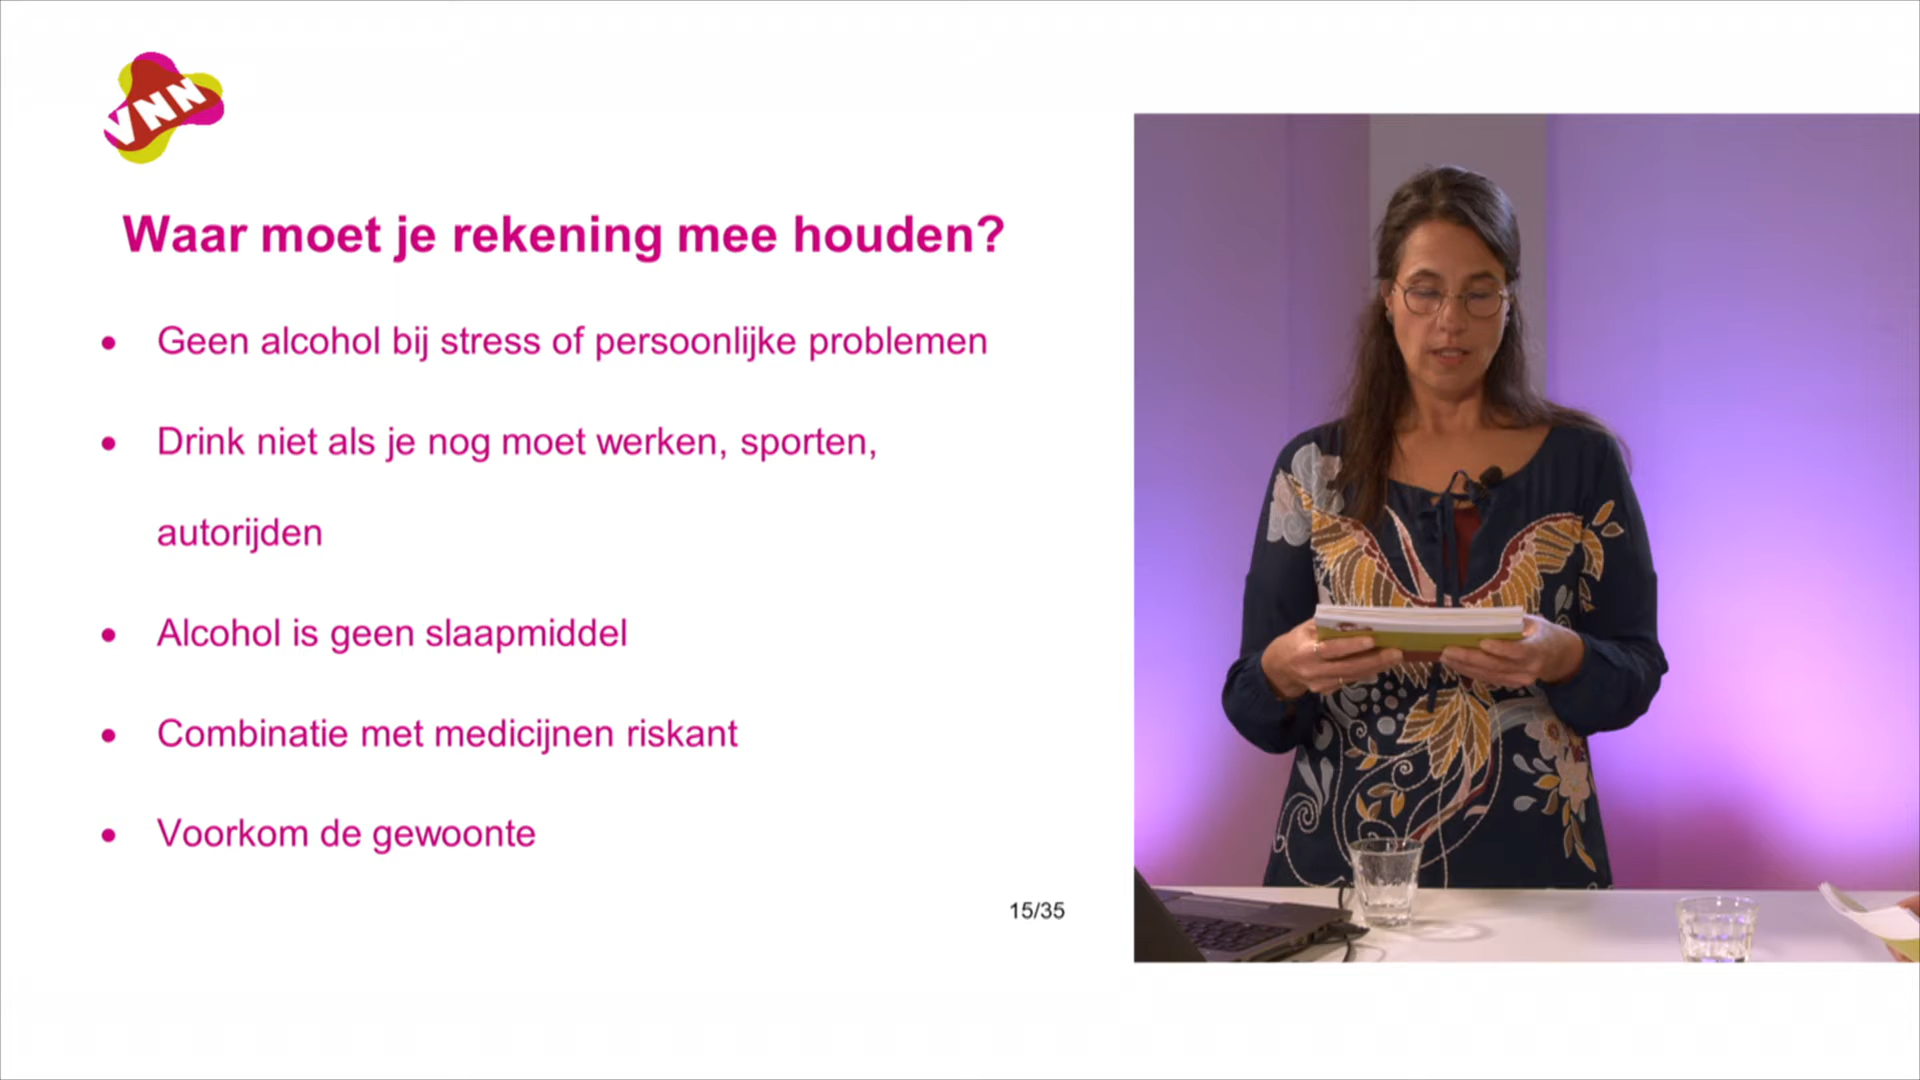 VNN
Waar moet je rekening mee houden?
• Geen alcohol bij stress of persoonlijke problemen
• Drink niet als je nog moet werken, sporten,
autorijden
• Alcohol is geen slaapmiddel
• Combinatie met medicijnen riskant
• Voorkom de gewoonte
15/35